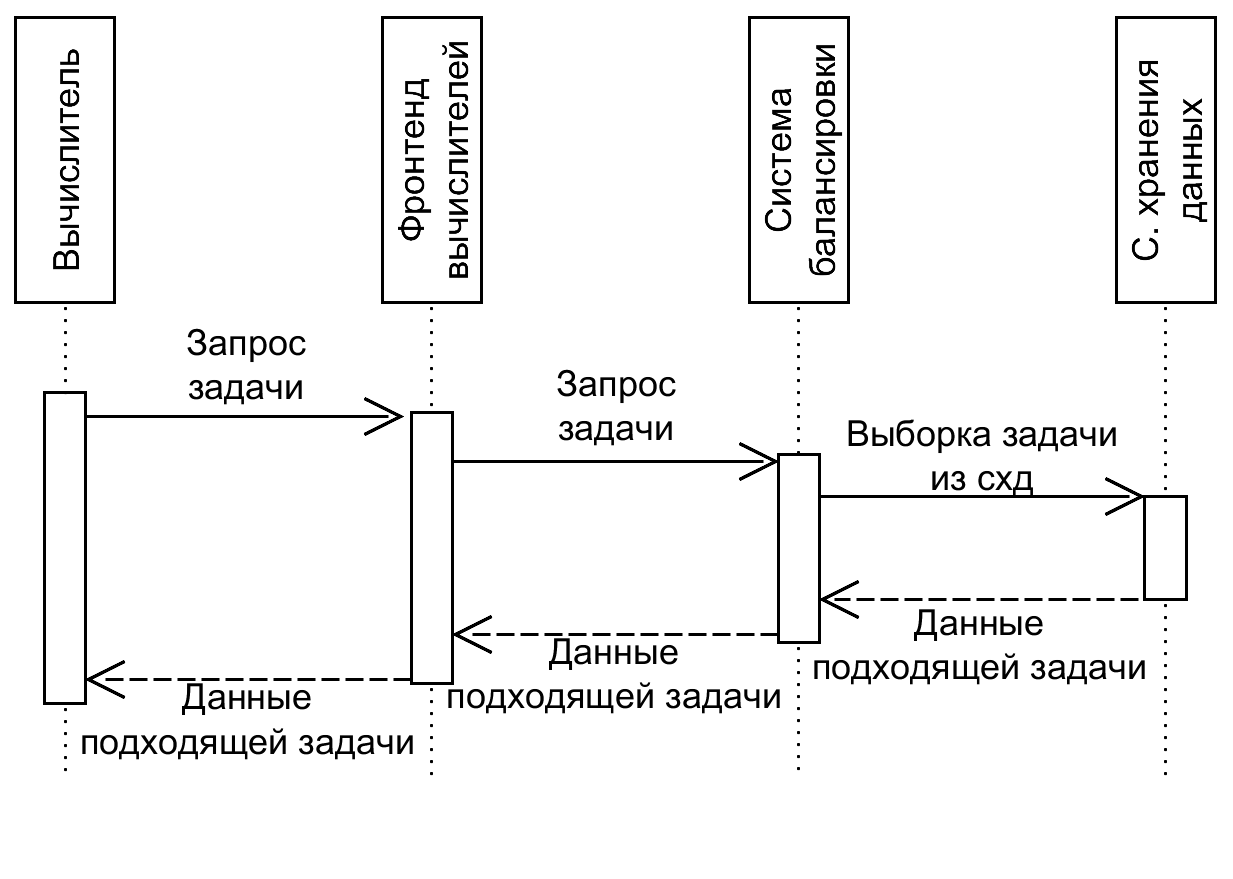 Вычислитель
Фронтенд
вычислителей
Система
балансировки
С. хранения
данных
Запрос
задачи
Запрос
задачи
Выборка задачи
из схд
Данные
подходящей задачи
Данные
подходящей задачи
Данные
подходящей задачи